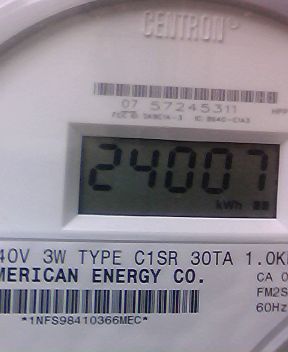 CENTRON®
07 57245311
24007
kWh
40V 3W TYPE C1SR 30TA 1.0K
MERICAN ENERGY CO.
CA 0
FM2S
60Hz
*1NFS98410366MEC*